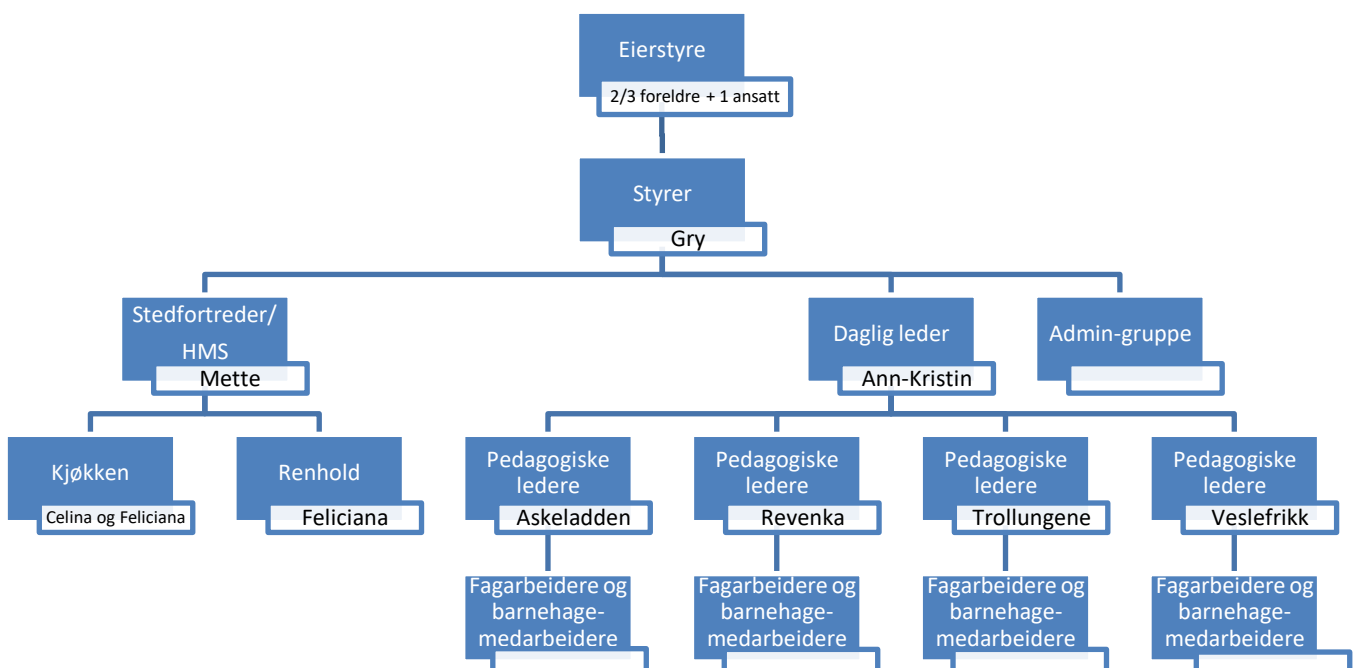 Eierstyre
2/3 foreldre + 1 ansatt
Styrer
Gry
Stedfortreder/
HMS
Mette
Daglig leder
Ann-Kristin
Admin-gruppe
Kjøkken
Celina og Feliciana
Renhold
Feliciana
Pedagogiske
ledere
Askeladden
Pedagogiske
ledere
Revenka
Pedagogiske
ledere
Trollungene
Pedagogiske
ledere
Veslefrikk
Fagarbeidere og
barnehage-
medarbeidere
Fagarbeidere og
barnehage-
medarbeidere
Fagarbeidere og
barnehage-
medarbeidere
Fagarbeidere og
barnehage-
medarbeidere